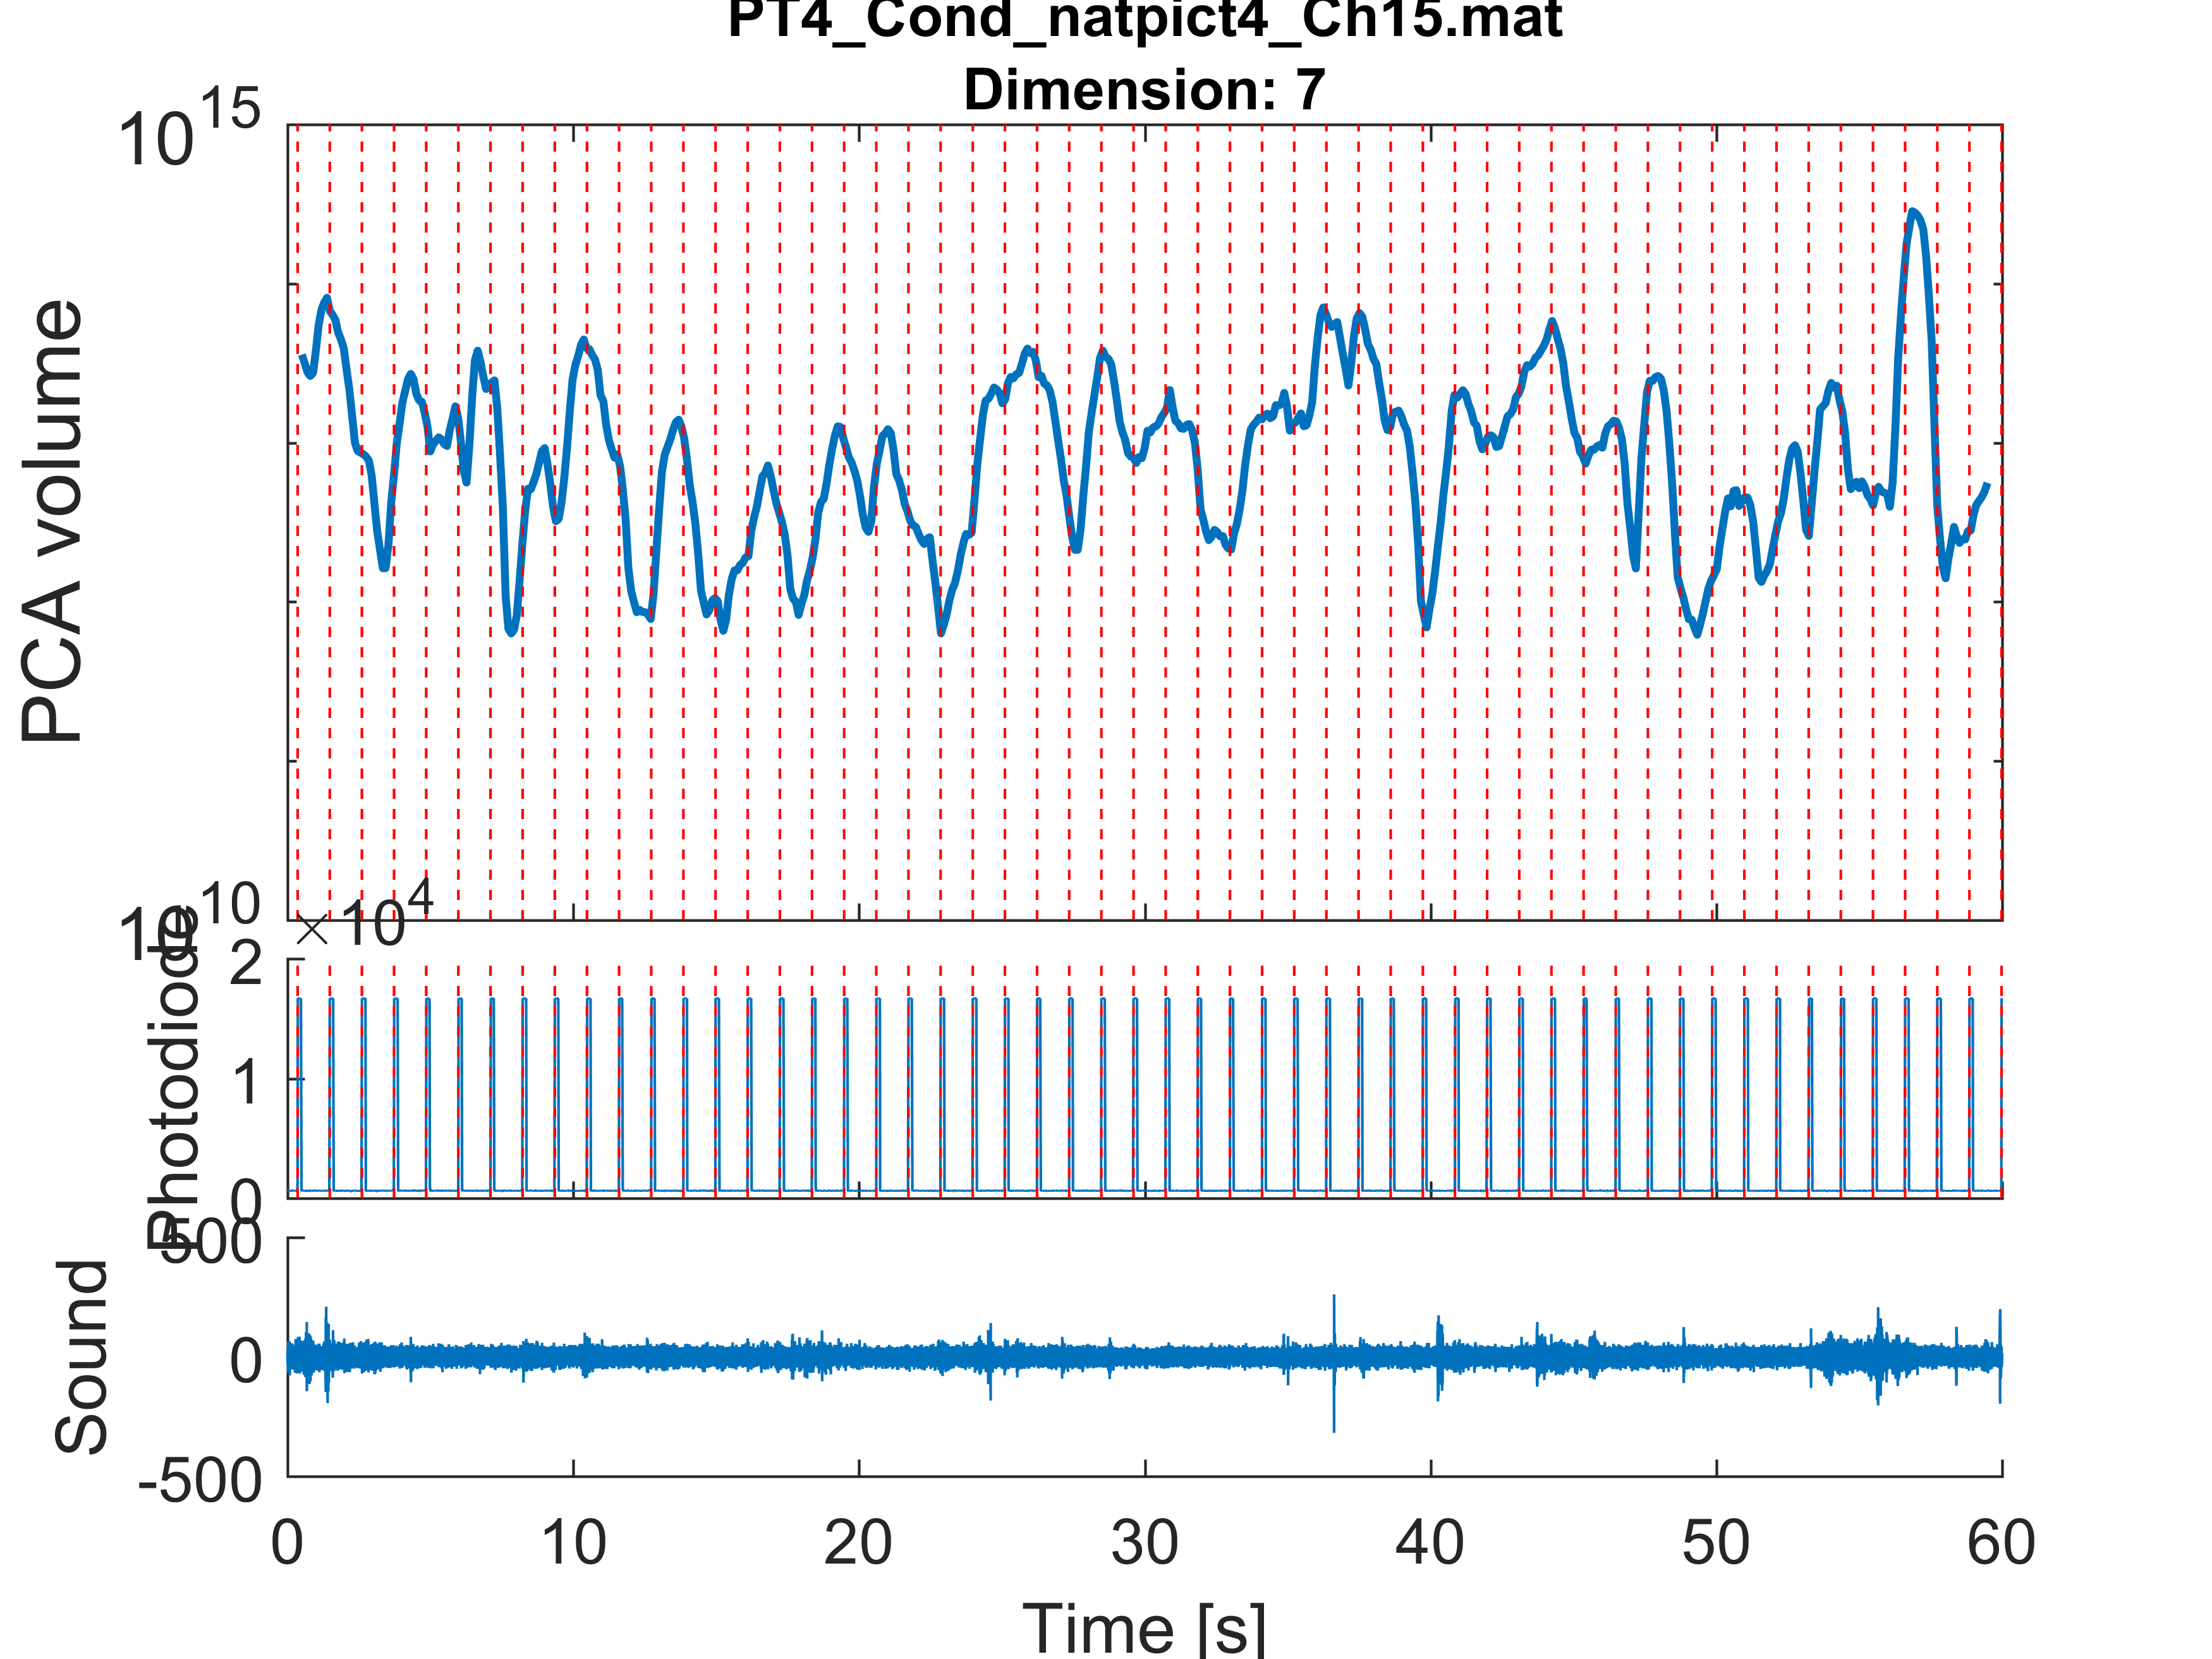 PT4_Cond_natpict4_Ch15.mat
Dimension: 7
10^15
PCA volume
10^10
×10^4
2
1
0
Photodiode
500
0
-500
Sound
0 10 20 30 40 50 60
Time [s]